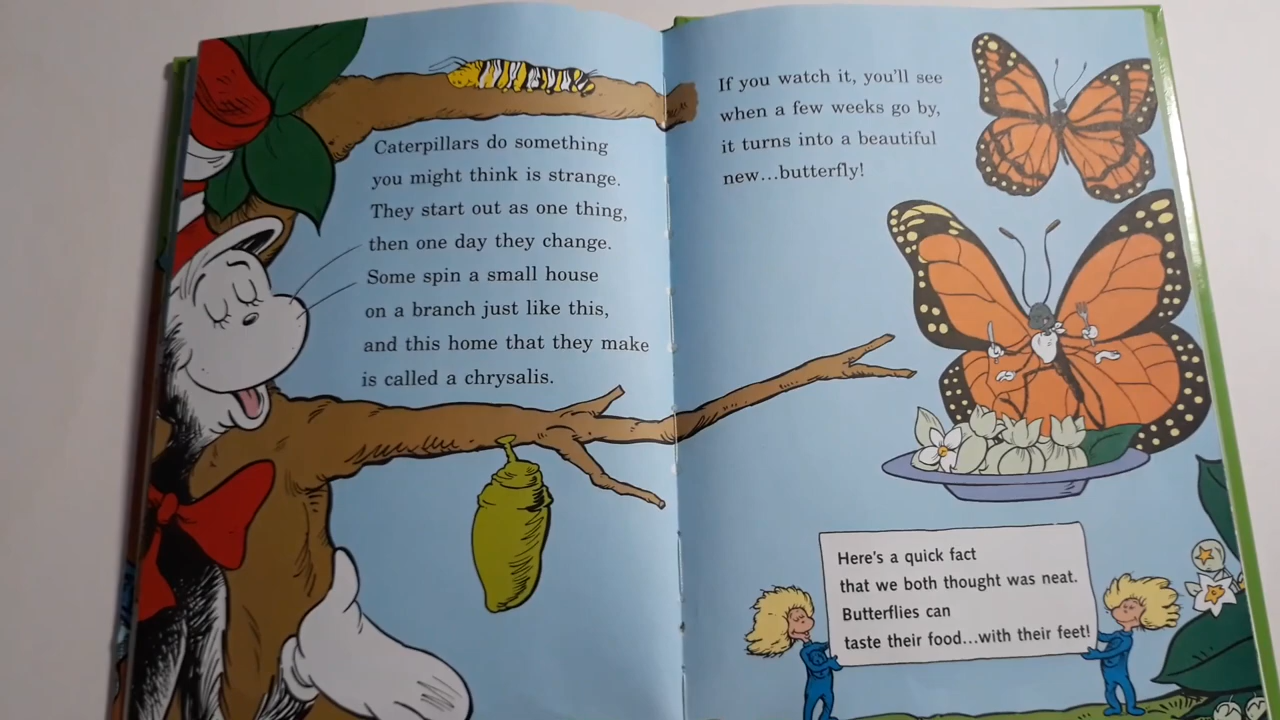 Caterpillars do something
you might think is strange.
They start out as one thing,
then one day they change.
Some spin a small house
on a branch just like this,
and this home that they make
is called a chrysalis.
If you watch it, you'll see
when a few weeks go by,
it turns into a beautiful
new...butterfly!
Here's a quick fact
that we both thought was neat.
Butterflies can
taste their food...with their feet!